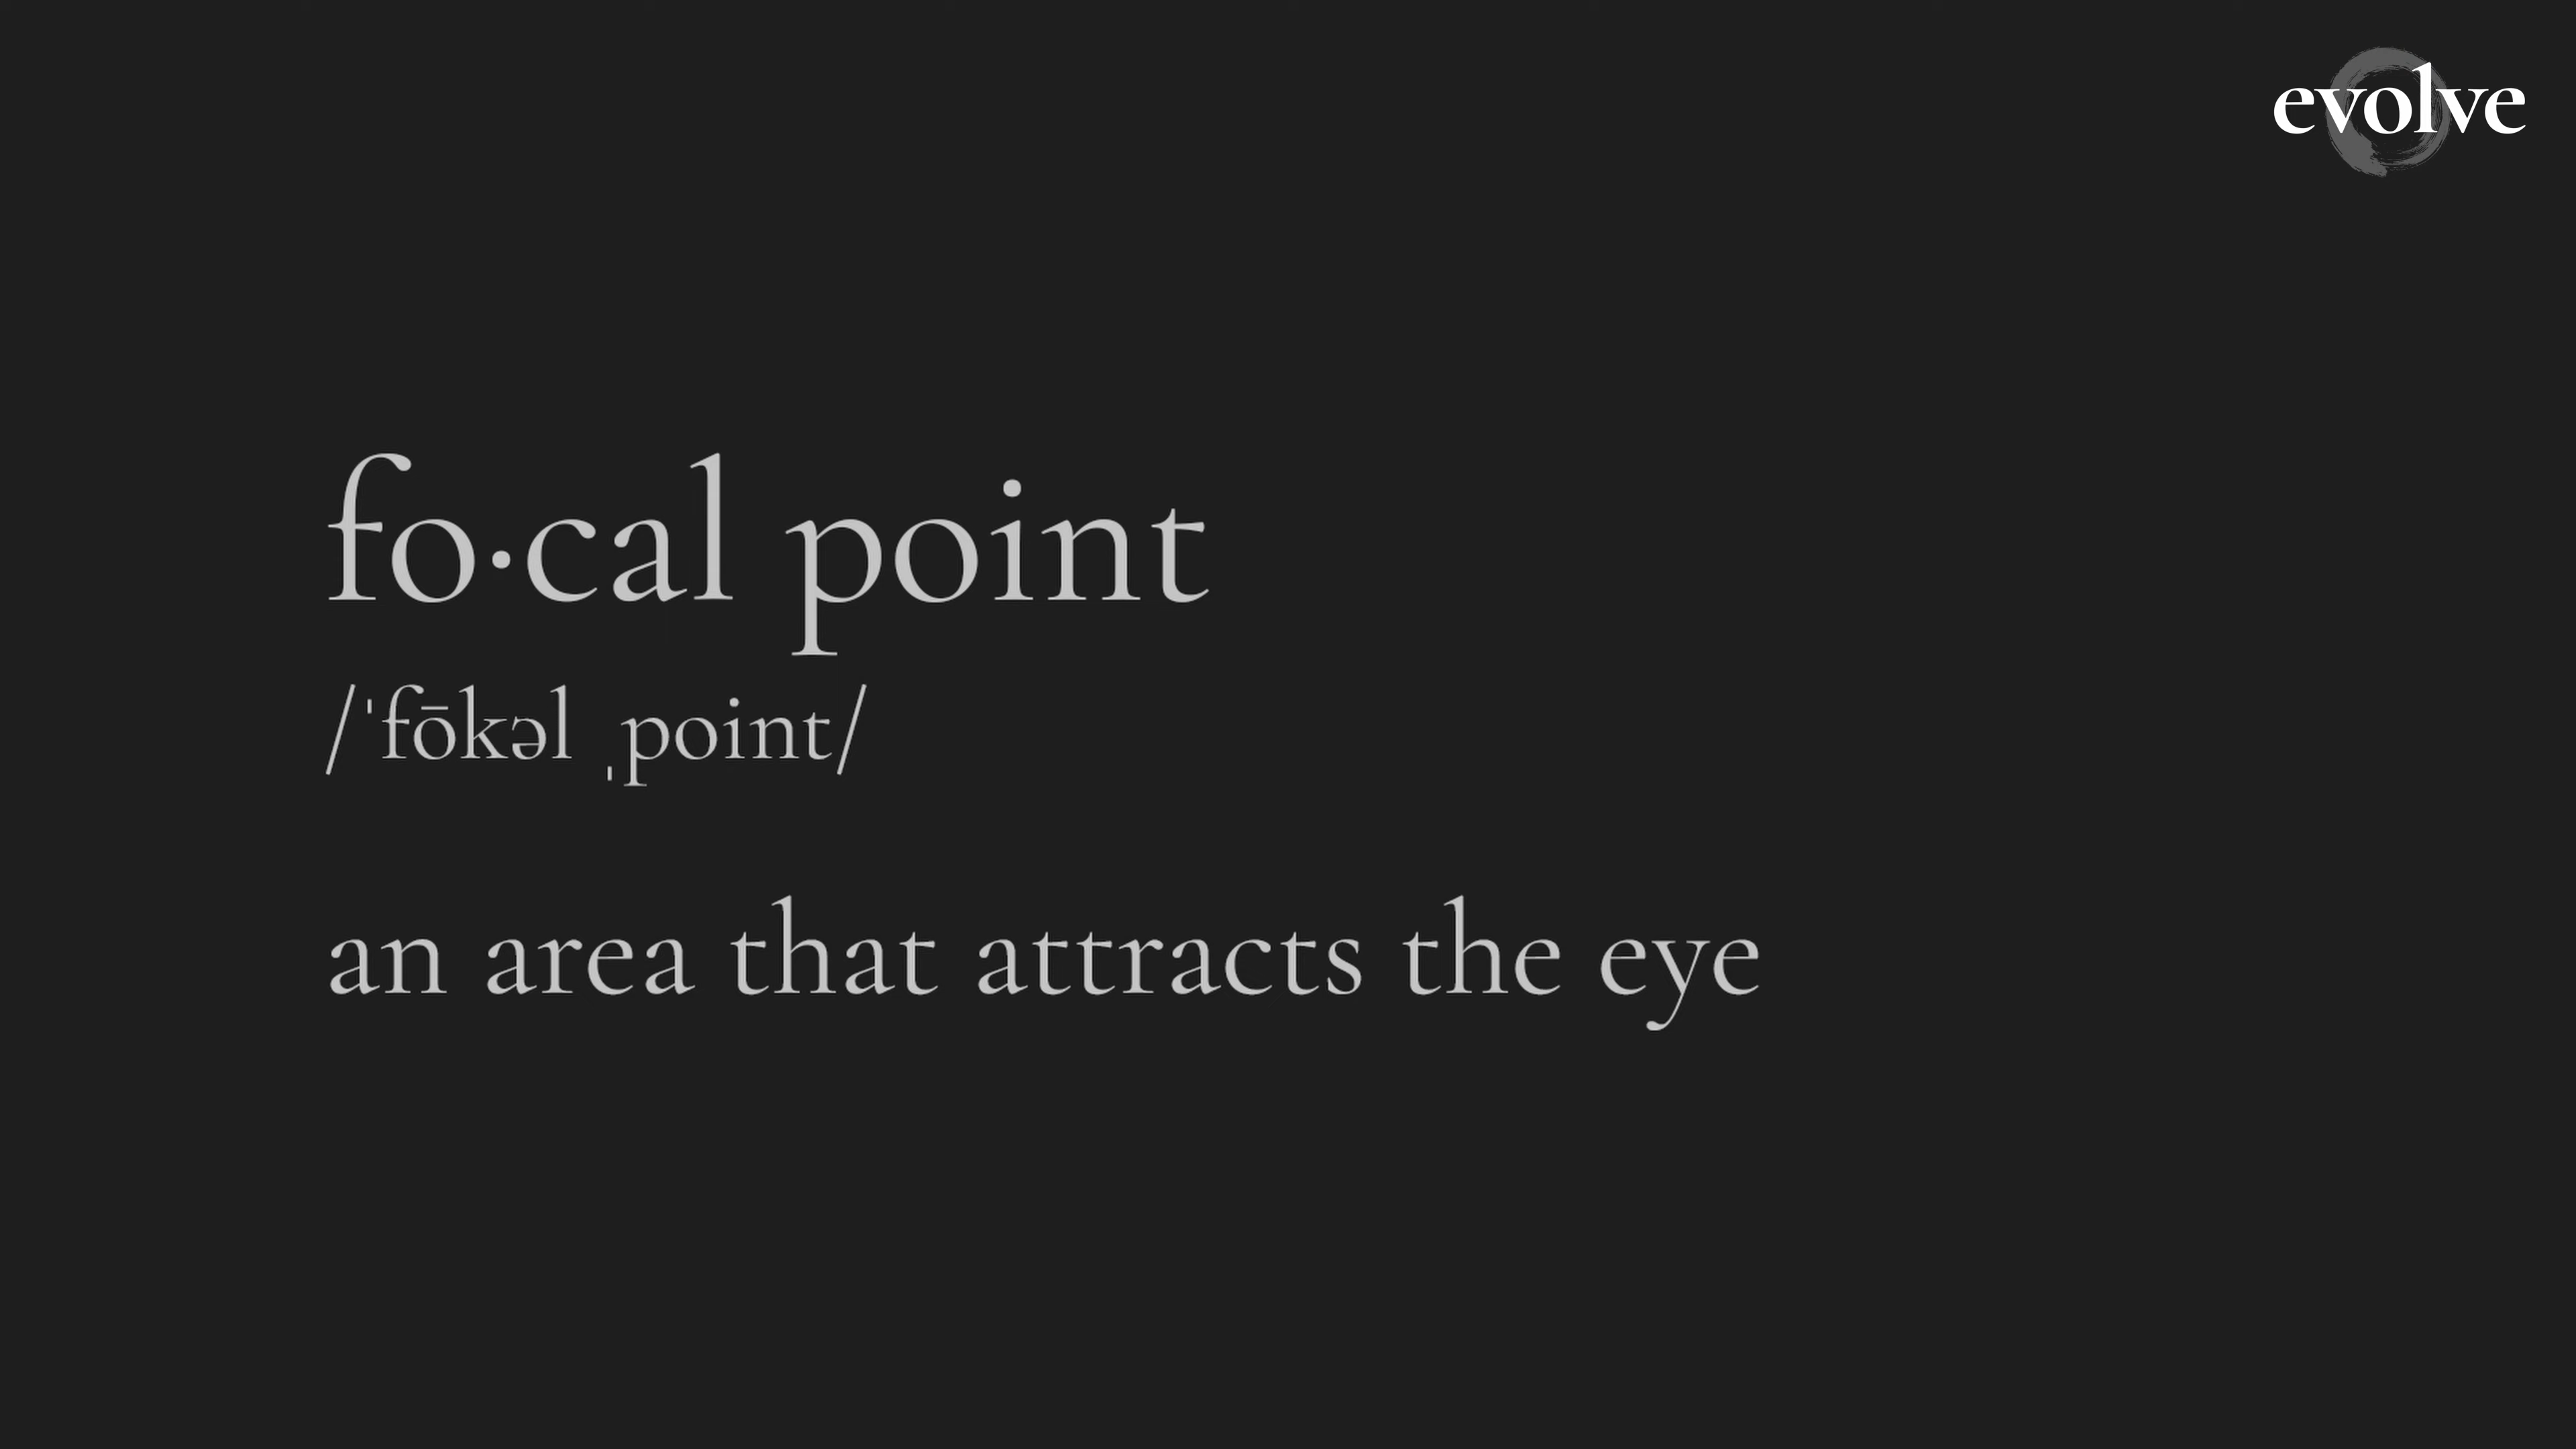 evolve
fo·cal point
/ˈfōkəl ˌpoint/
an area that attracts the eye